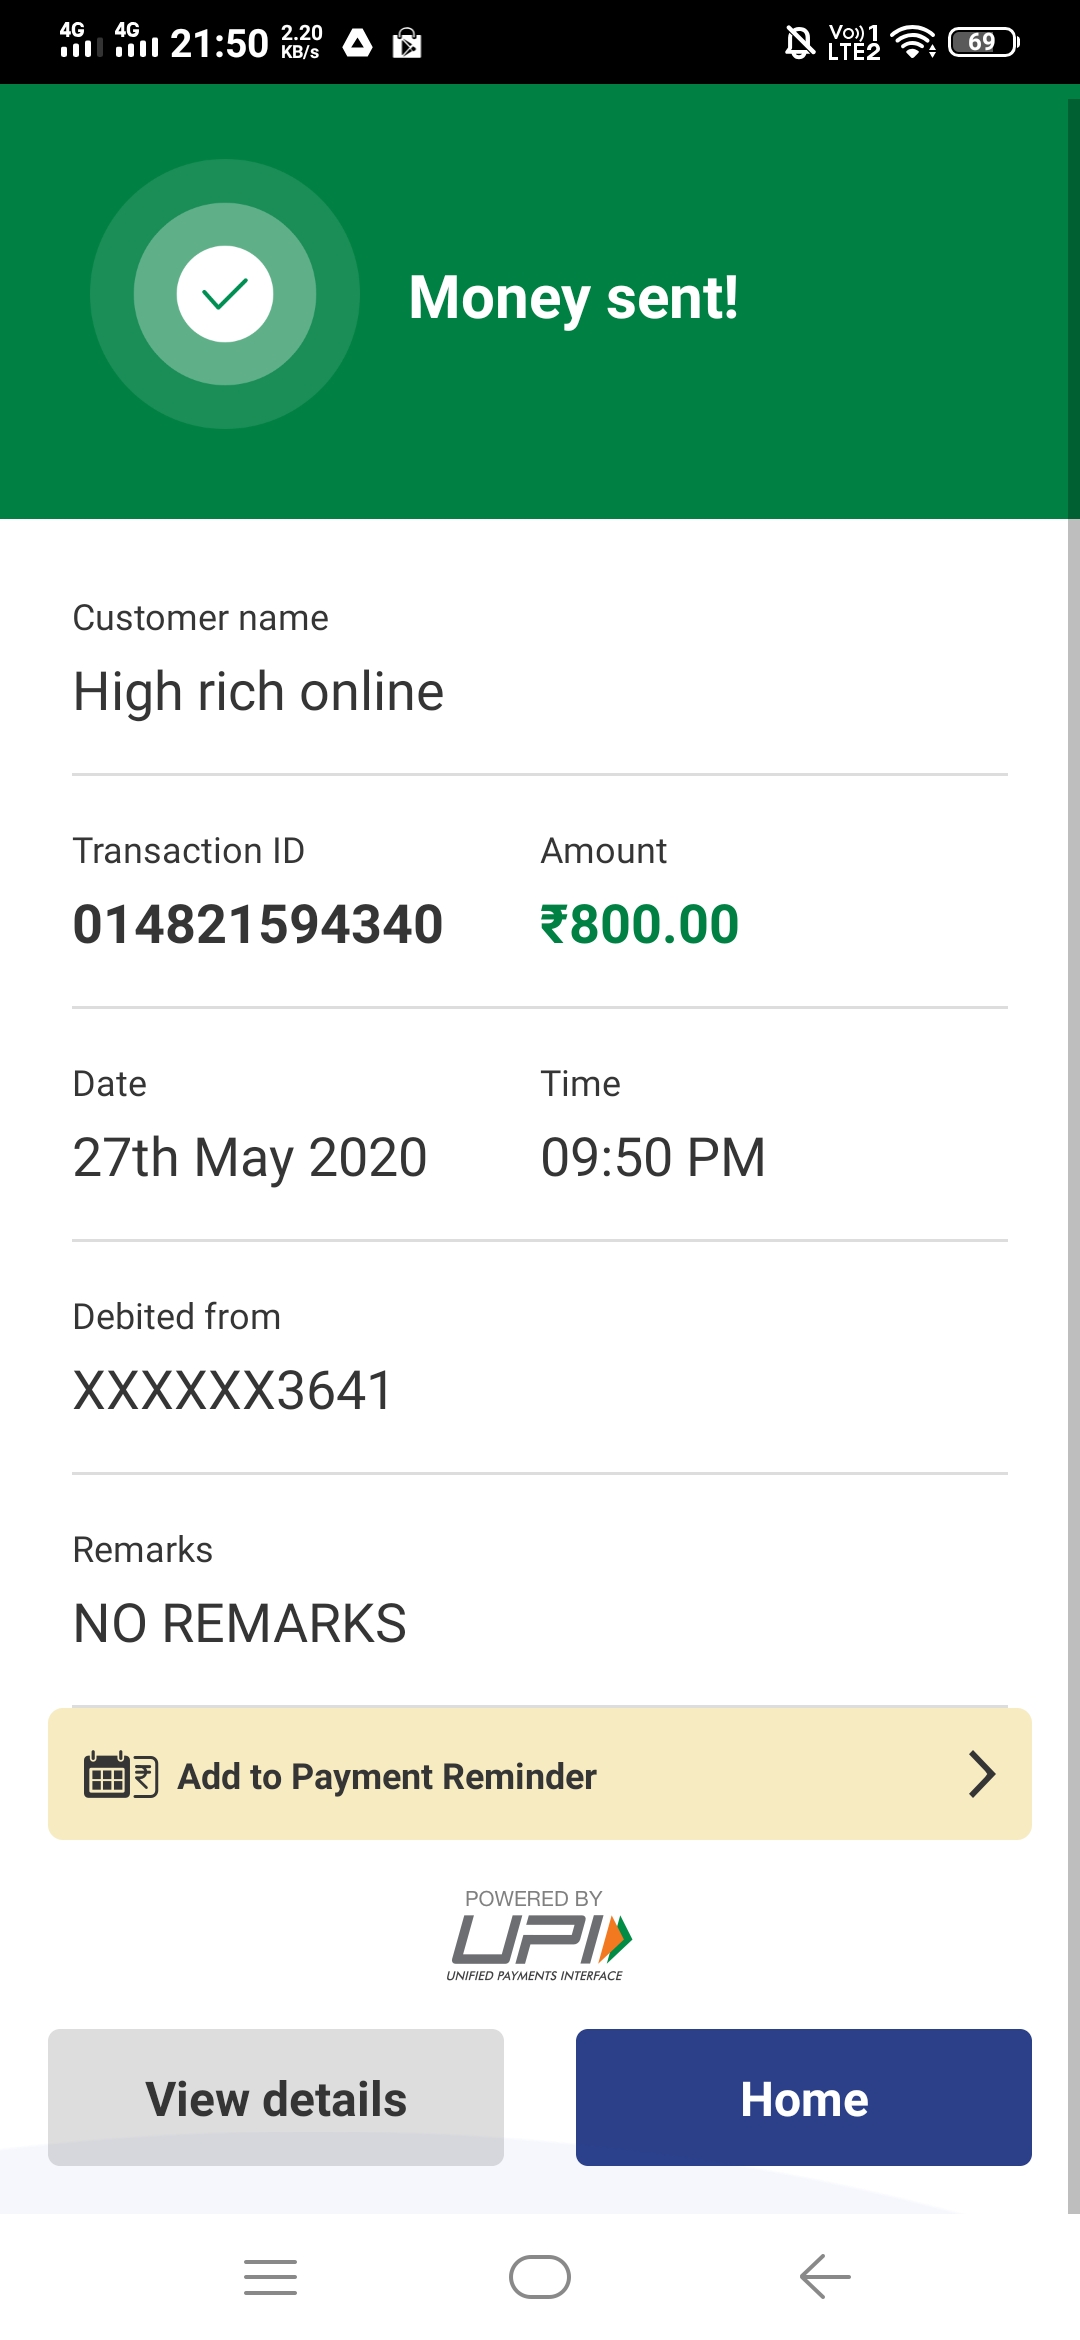 4G 4G 21:50 2.20 KB/s Vo)) 1 LTE2 69
Money sent!
Customer name
High rich online
Transaction ID Amount
014821594340 ₹800.00
Date Time
27th May 2020 09:50 PM
Debited from
XXXXXX3641
Remarks
NO REMARKS
Add to Payment Reminder
POWERED BY
UPI
UNIFIED PAYMENTS INTERFACE
View details Home